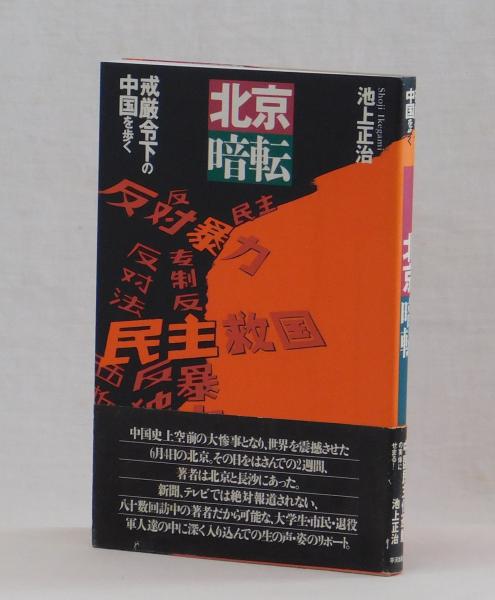 北京
暗転
戒厳令下の
中国を歩く
池上正治
Shoji Ikegami
反
反対暴力
民主
反対法
专制
反
民主救国
反暴
中国史上空前の大惨事となり、世界を震撼させた
6月4日の北京。その日をはさんでの2週間、
著者は北京と長沙にあった。
新聞、テレビでは絶対報道されない、
八十数回訪中の著者だから可能な、大学生・市民・退役
軍人達の中に深く入り込んでの生の声・姿のリポート。
中国を歩く
北京暗転
池上正治